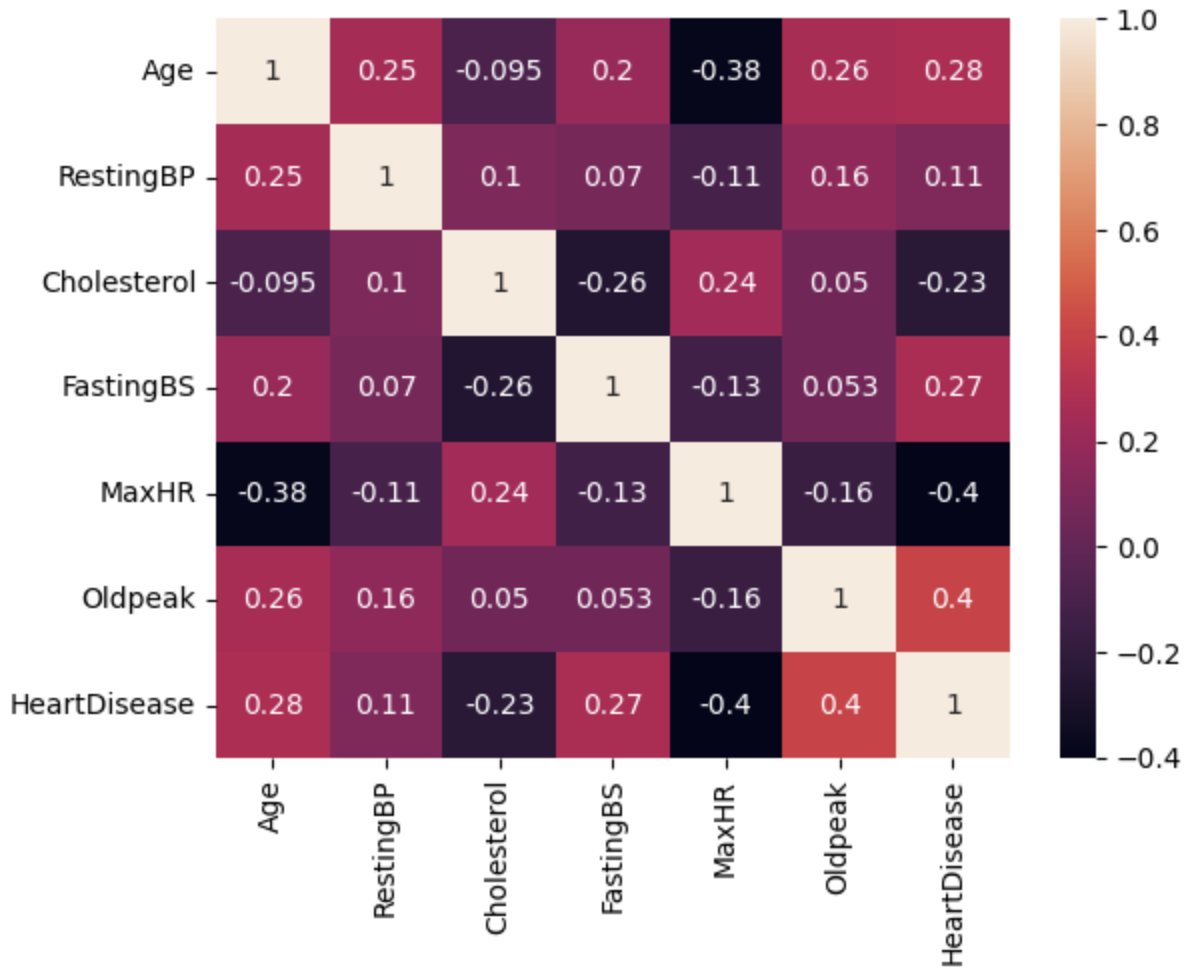 Age 1 0.25 -0.095 0.2 -0.38 0.26 0.28
RestingBP 0.25 1 0.1 0.07 -0.11 0.16 0.11
Cholesterol -0.095 0.1 1 -0.26 0.24 0.05 -0.23
FastingBS 0.2 0.07 -0.26 1 -0.13 0.053 0.27
MaxHR -0.38 -0.11 0.24 -0.13 1 -0.16 -0.4
Oldpeak 0.26 0.16 0.05 0.053 -0.16 1 0.4
HeartDisease 0.28 0.11 -0.23 0.27 -0.4 0.4 1
Age RestingBP Cholesterol FastingBS MaxHR Oldpeak HeartDisease
1.0
0.8
0.6
0.4
0.2
0.0
−0.2
−0.4